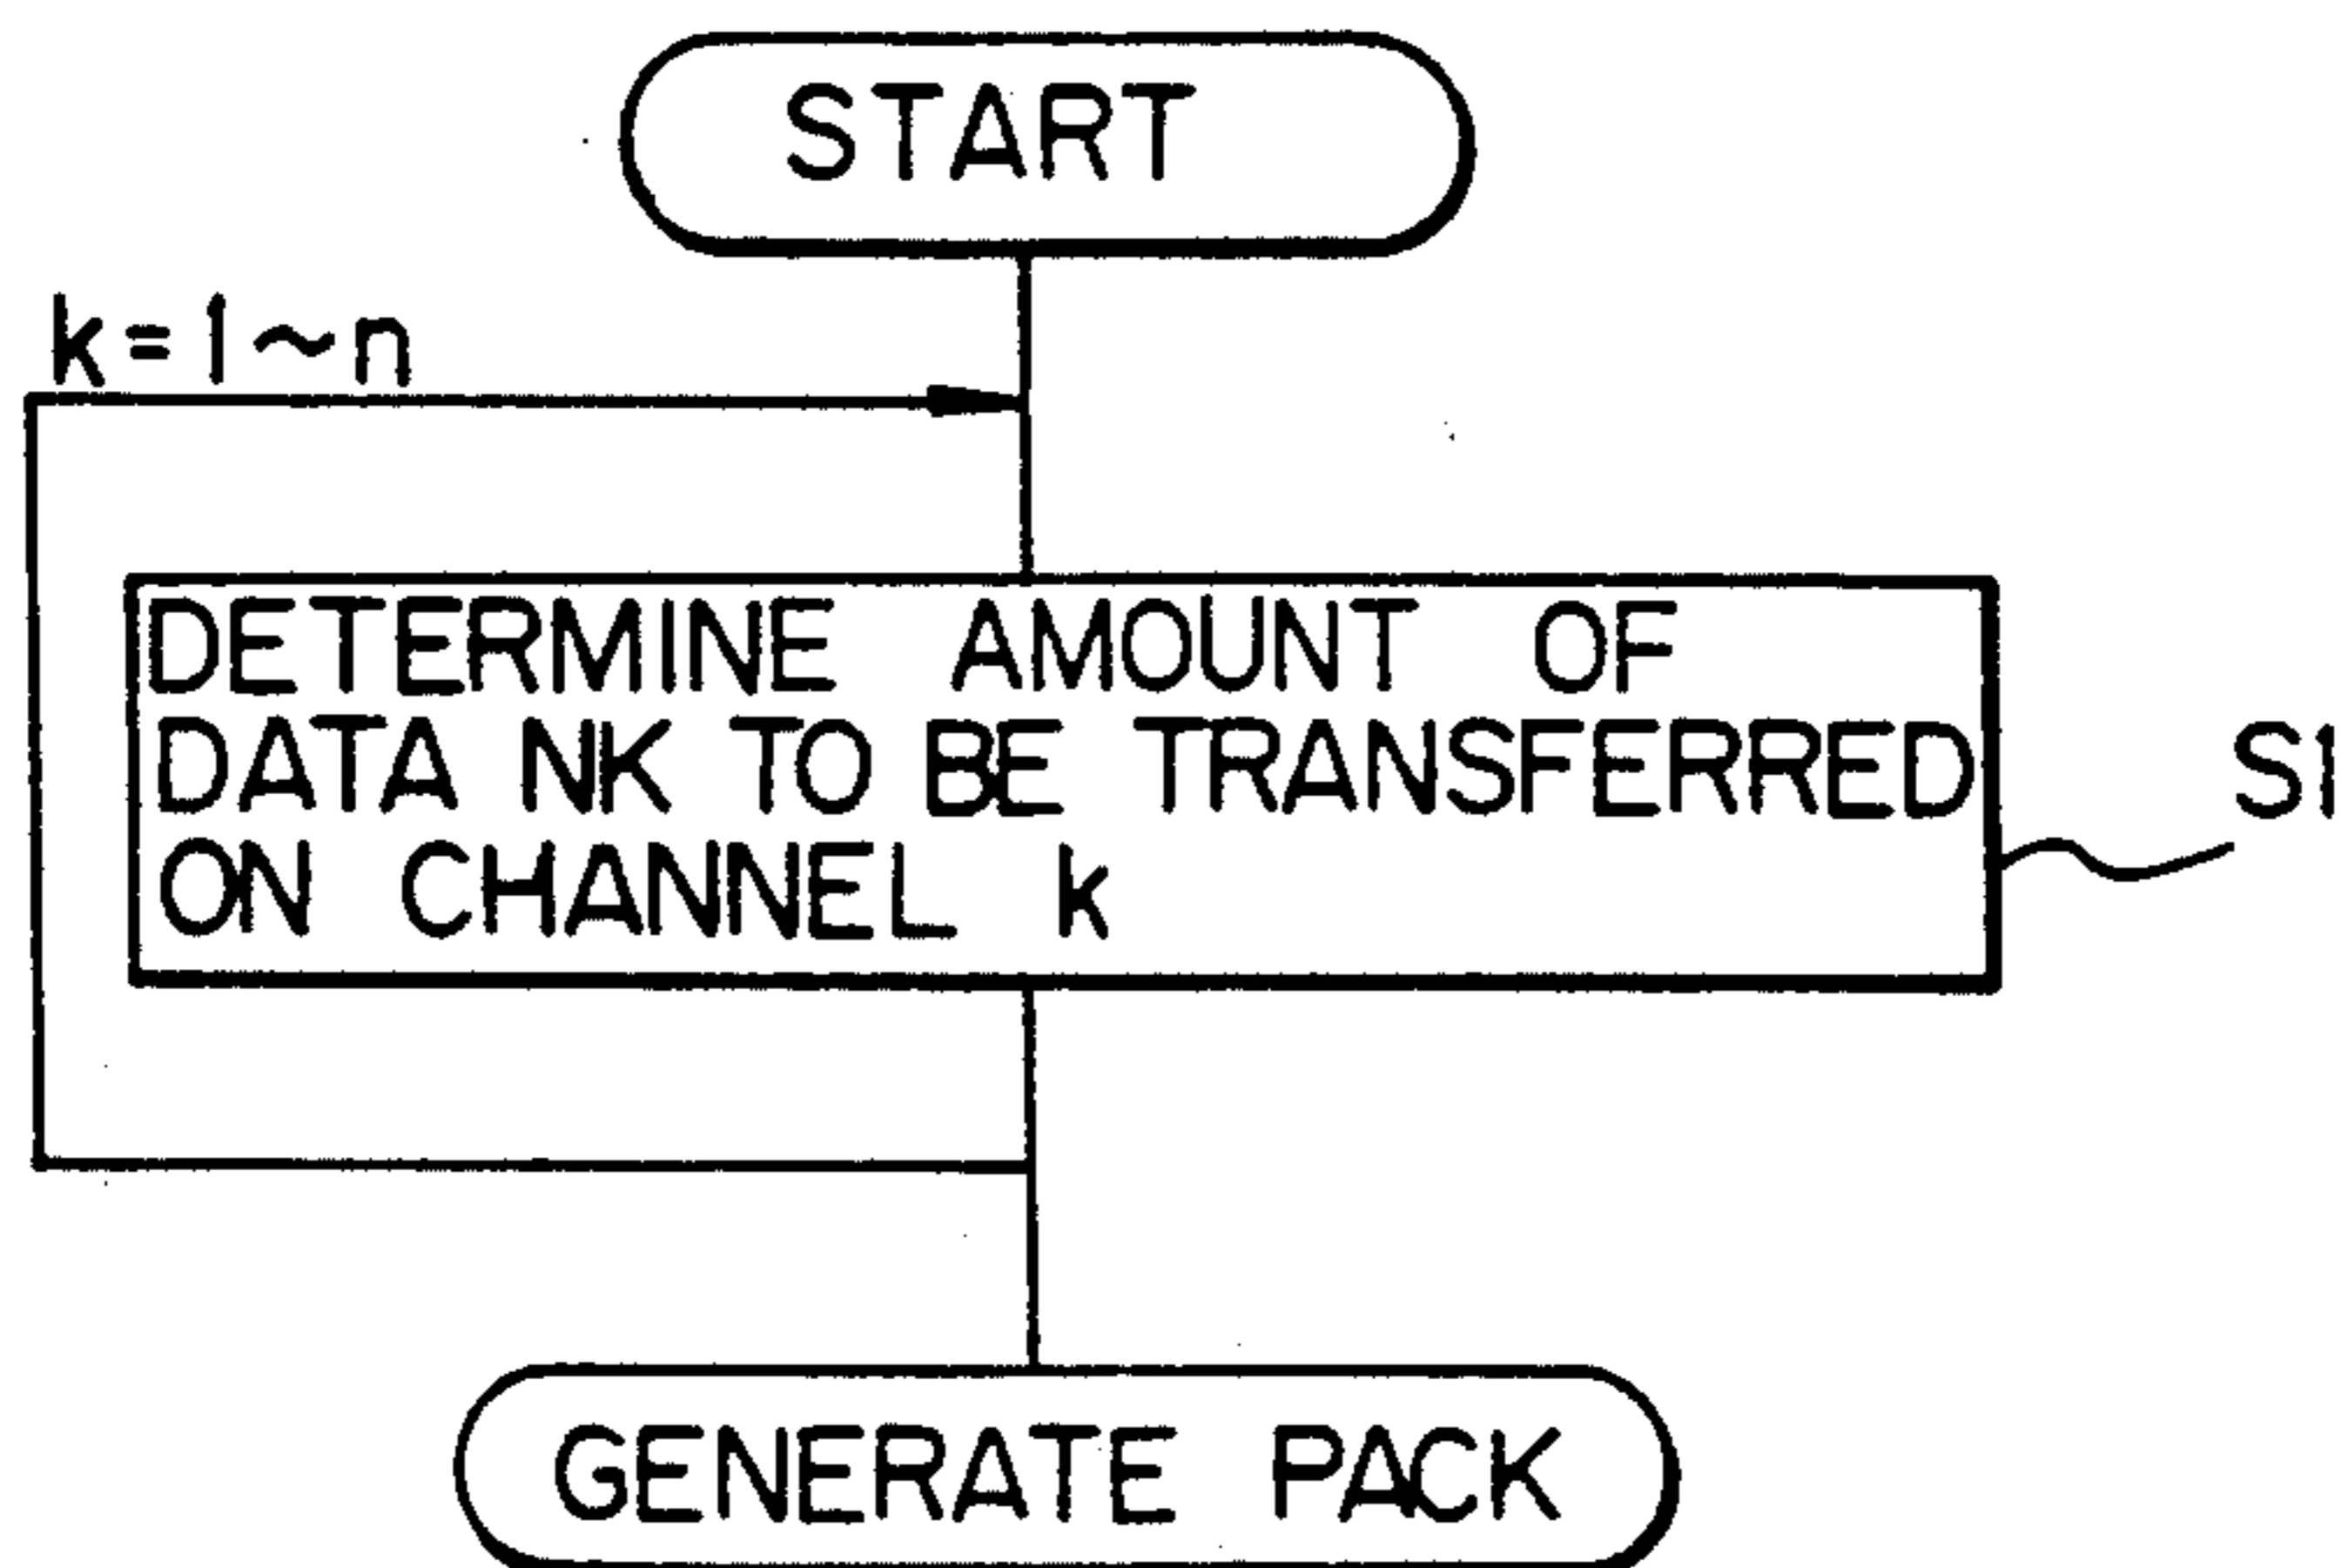 START
k=1~n
DETERMINE AMOUNT OF
DATA NK TO BE TRANSFERRED
ON CHANNEL k
S1
GENERATE PACK